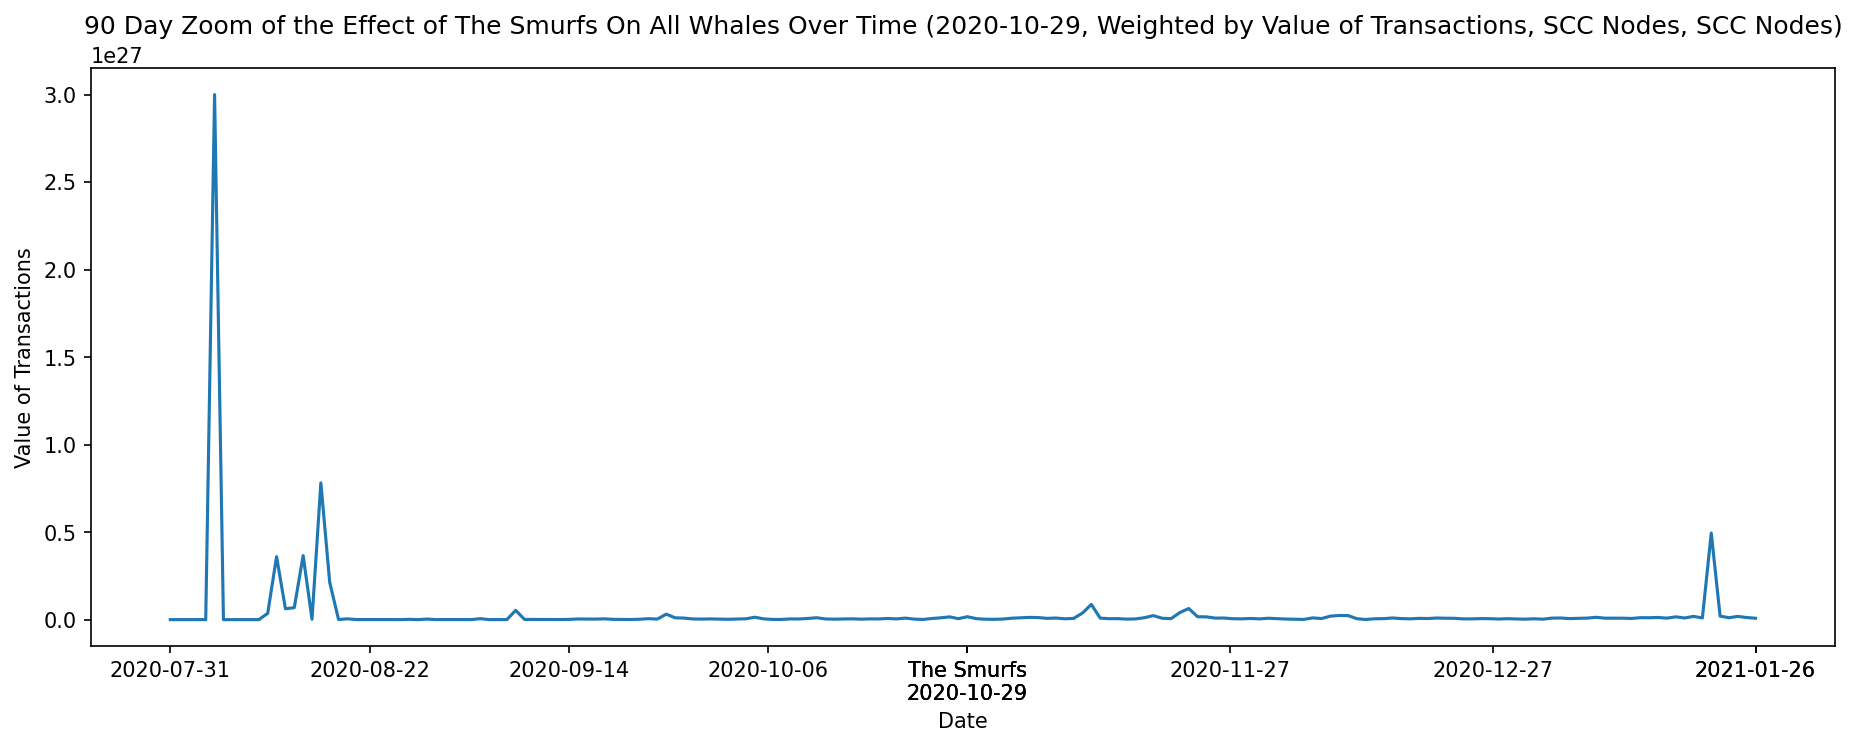 90 Day Zoom of the Effect of The Smurfs On All Whales Over Time (2020-10-29, Weighted by Value of Transactions, SCC Nodes, SCC Nodes)
1e27
3.0
2.5
2.0
1.5
1.0
0.5
0.0
Value of Transactions
2020-07-31 2020-08-22 2020-09-14 2020-10-06 The Smurfs 2020-11-27 2020-12-27 2021-01-26
2020-10-29
Date